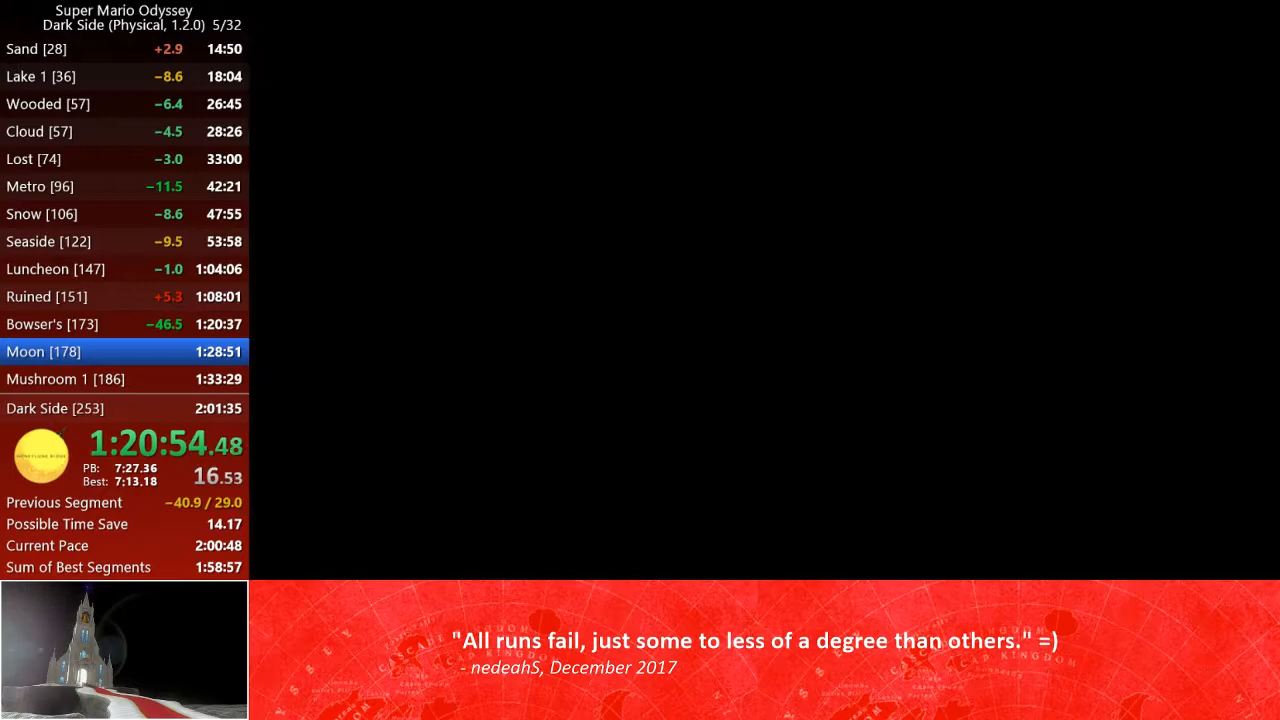 Super Mario Odyssey
Dark Side (Physical, 1.2.0) 5/32
Sand [28] +2.9 14:50
Lake 1 [36] −8.6 18:04
Wooded [57] −6.4 26:45
Cloud [57] −4.5 28:26
Lost [74] −3.0 33:00
Metro [96] −11.5 42:21
Snow [106] −8.6 47:55
Seaside [122] −9.5 53:58
Luncheon [147] −1.0 1:04:06
Ruined [151] +5.3 1:08:01
Bowser's [173] −46.5 1:20:37
Moon [178] 1:28:51
Mushroom 1 [186] 1:33:29
Dark Side [253] 2:01:35
HONEYLUNE RIDGE
1:20:54.48
PB: 7:27.36
Best: 7:13.18
16.53
Previous Segment −40.9 / 29.0
Possible Time Save 14.17
Current Pace 2:00:48
Sum of Best Segments 1:58:57
"All runs fail, just some to less of a degree than others." =)
- nedeahS, December 2017